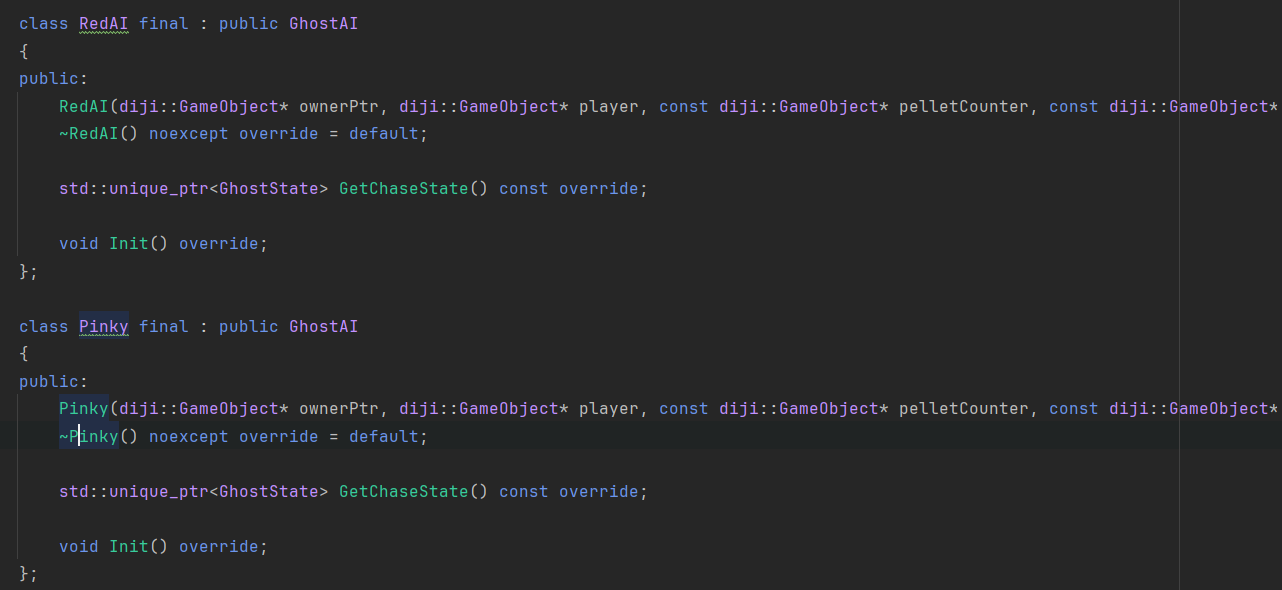 class RedAI final : public GhostAI
{
public:
    RedAI(diji::GameObject* ownerPtr, diji::GameObject* player, const diji::GameObject* pelletCounter, const diji::GameObject*
    ~RedAI() noexcept override = default;
    std::unique_ptr<GhostState> GetChaseState() const override;
    void Init() override;
};
class Pinky final : public GhostAI
{
public:
    Pinky(diji::GameObject* ownerPtr, diji::GameObject* player, const diji::GameObject* pelletCounter, const diji::GameObject*
    ~Pinky() noexcept override = default;
    std::unique_ptr<GhostState> GetChaseState() const override;
    void Init() override;
};